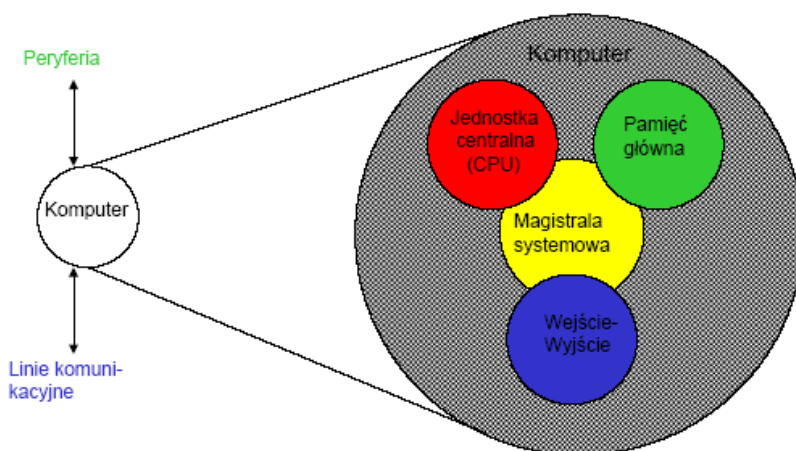 Peryferia
Komputer
Linie komuni-
kacyjne
Komputer
Jednostka
centralna
(CPU)
Pamięć
główna
Magistrala
systemowa
Wejście-
Wyjście